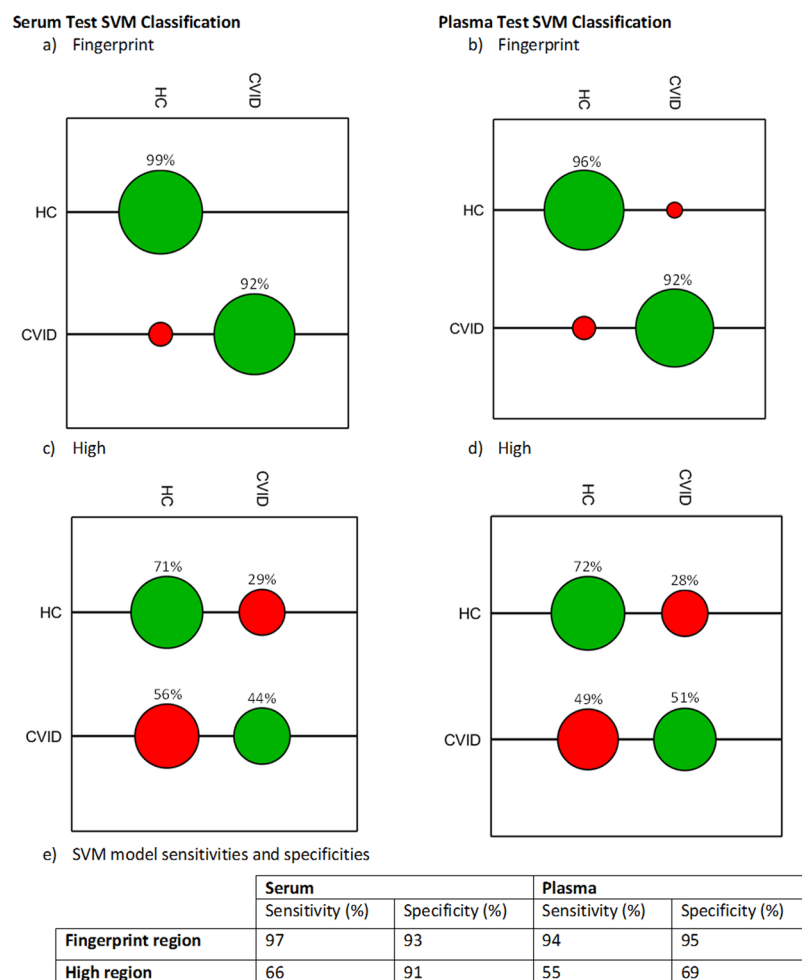 Serum Test SVM Classification
a) Fingerprint
HC
CVID
99%
HC
92%
CVID
Plasma Test SVM Classification
b) Fingerprint
HC
CVID
96%
HC
92%
CVID
c) High
HC
CVID
71%
29%
HC
56%
44%
CVID
d) High
HC
CVID
72%
28%
HC
49%
51%
CVID
e) SVM model sensitivities and specificities
Serum Plasma
Sensitivity (%) Specificity (%) Sensitivity (%) Specificity (%)
Fingerprint region 97 93 94 95
High region 66 91 55 69